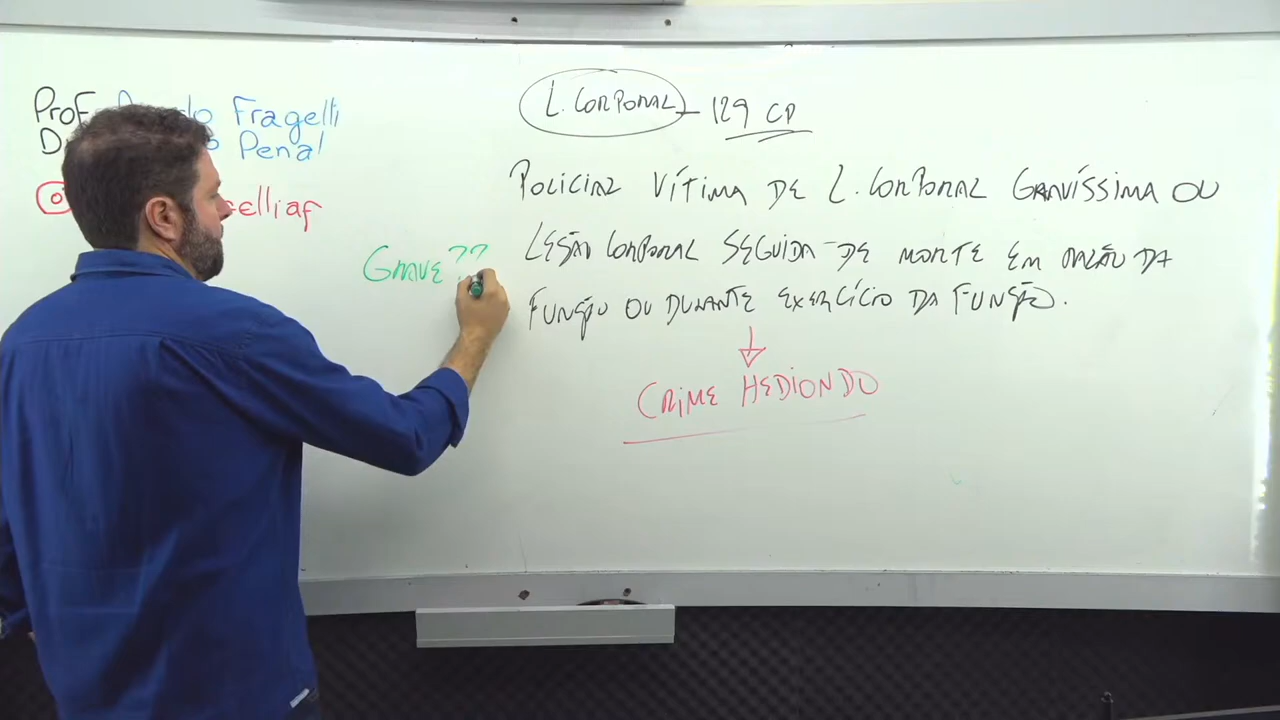 Prof Fragelli
Penal
elliaf
L. CORPORAL - 129 CP
POLICIAL VÍTIMA DE L. CORPORAL GRAVÍSSIMA OU
LESÃO CORPORAL SEGUIDA DE MORTE EM RAZÃO DA
FUNÇÃO OU DURANTE EXERCÍCIO DA FUNÇÃO.
GRAVE??
CRIME HEDIONDO